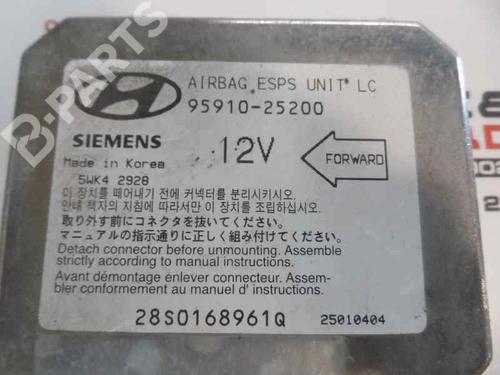 AIRBAG ESPS UNIT LC
95910-25200
SIEMENS
12V
FORWARD
Made in Korea
5WK4 2928
이 장치를 떼어내기 전에 커넥터를 분리시키시오.
안내 책자의 지침에 따라서만 이 장치를 조립하십시오.
取り外す前にコネクタを抜いてください。
マニュアルの指示通りに正しく組み付けてください。
Detach connector before unmounting. Assemble
strictly according to manual instructions.
Avant démontage enlever connecteur. Assem-
bler conformement au manuel d' instructions.
28S0168961Q
25010404